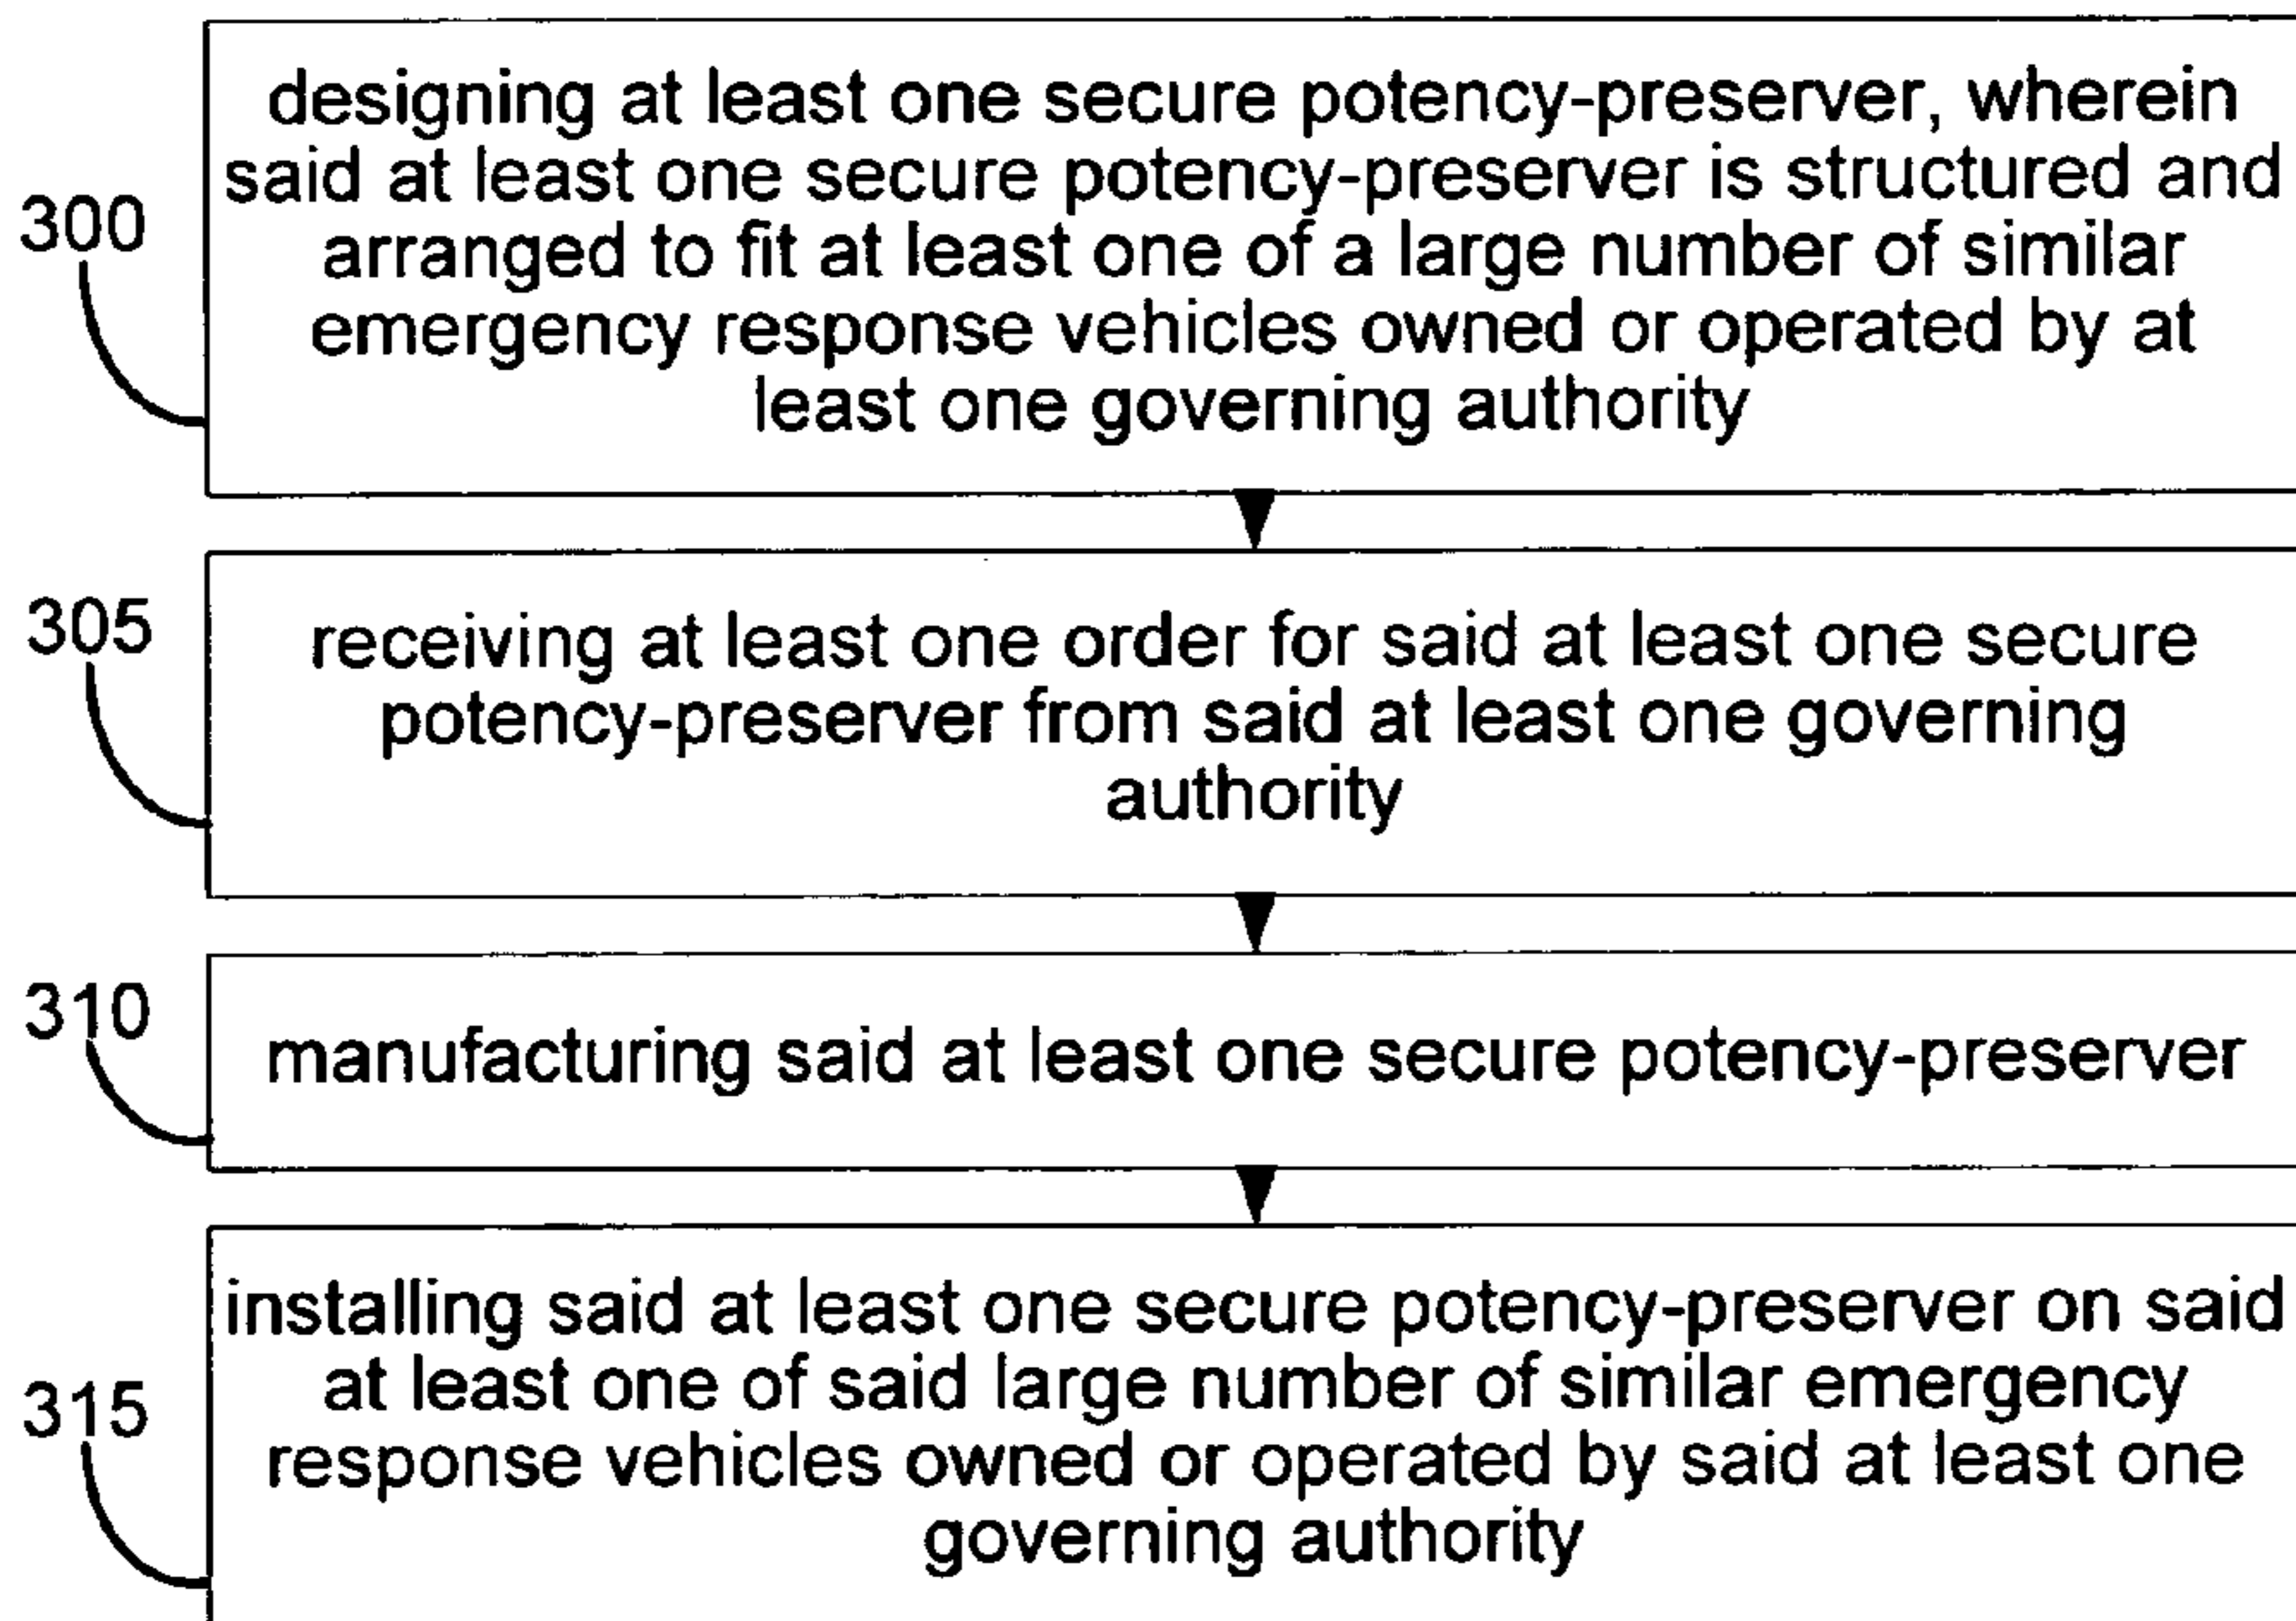 designing at least one secure potency-preserver, wherein
said at least one secure potency-preserver is structured and
300
arranged to fit at least one of a large number of similar
emergency response vehicles owned or operated by at
least one governing authority
305
receiving at least one order for said at least one secure
potency-preserver from said at least one governing
authority
310
manufacturing said at least one secure potency-preserver
installing said at least one secure potency-preserver on said
at least one of said large number of similar emergency
315
response vehicles owned or operated by said at least one
governing authority